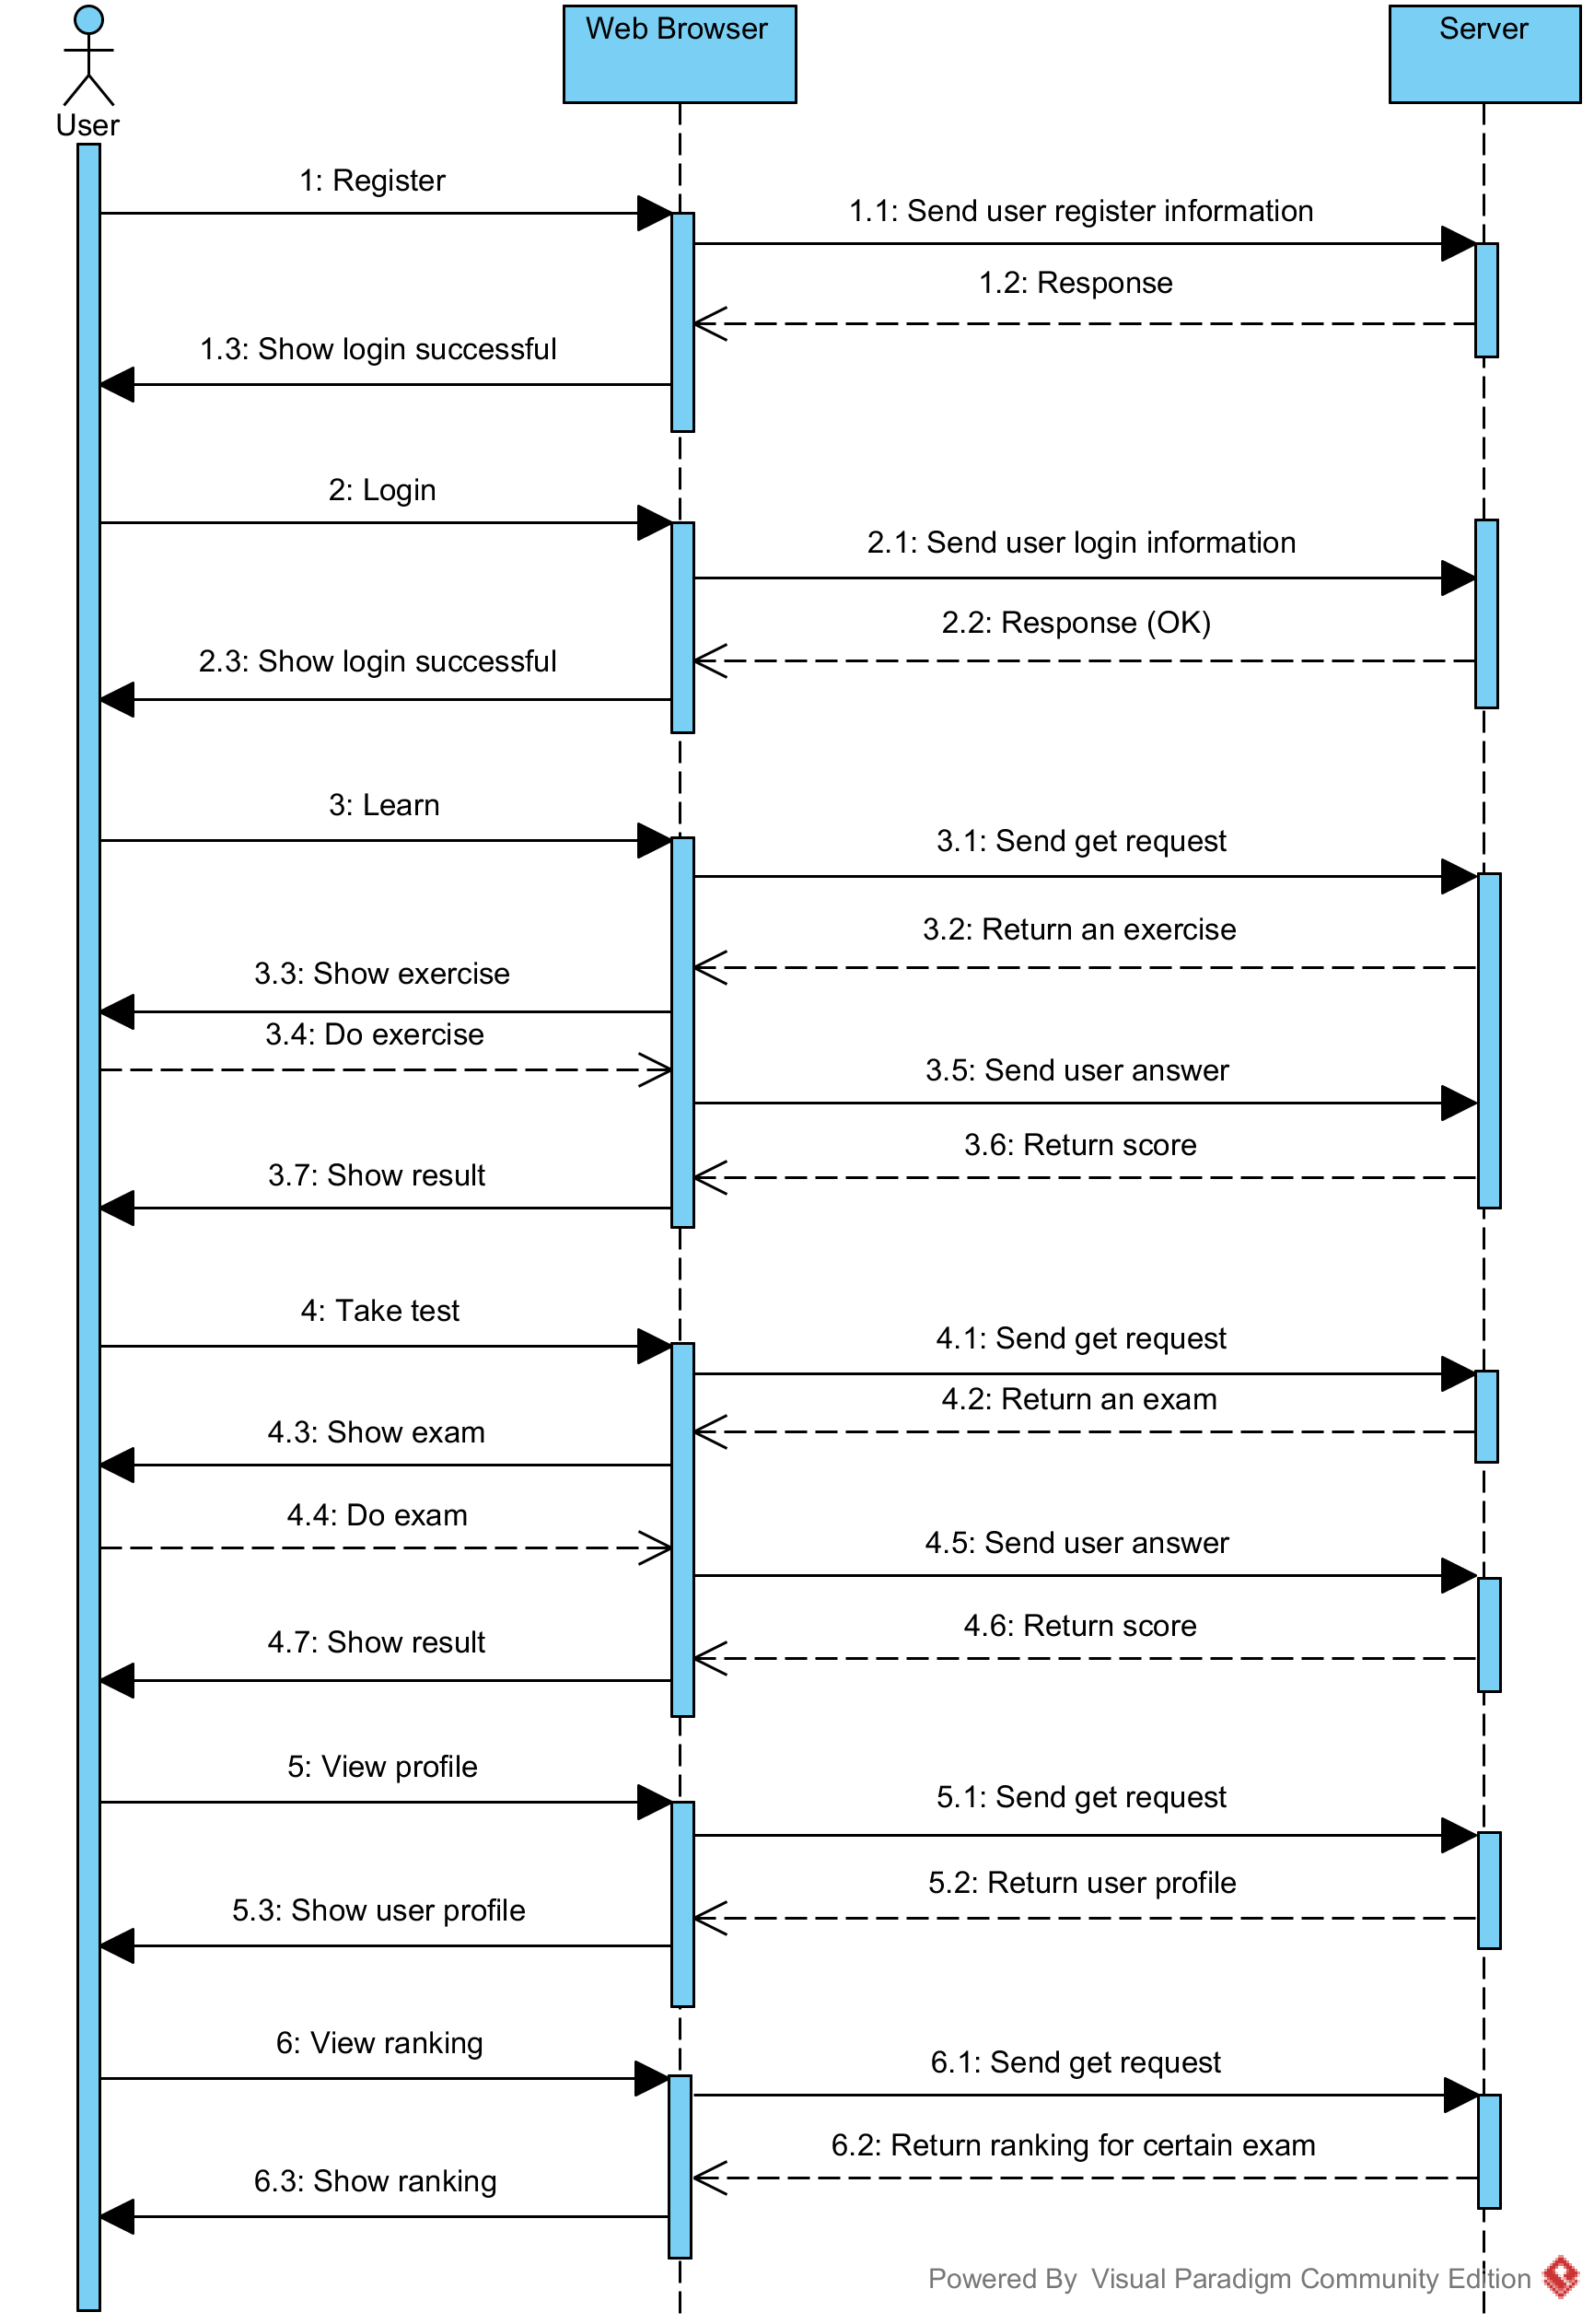 Web Browser
Server
User
1: Register
1.1: Send user register information
1.2: Response
1.3: Show login successful
2: Login
2.1: Send user login information
2.2: Response (OK)
2.3: Show login successful
3: Learn
3.1: Send get request
3.2: Return an exercise
3.3: Show exercise
3.4: Do exercise
3.5: Send user answer
3.6: Return score
3.7: Show result
4: Take test
4.1: Send get request
4.2: Return an exam
4.3: Show exam
4.4: Do exam
4.5: Send user answer
4.6: Return score
4.7: Show result
5: View profile
5.1: Send get request
5.2: Return user profile
5.3: Show user profile
6: View ranking
6.1: Send get request
6.2: Return ranking for certain exam
6.3: Show ranking
Powered By Visual Paradigm Community Edition